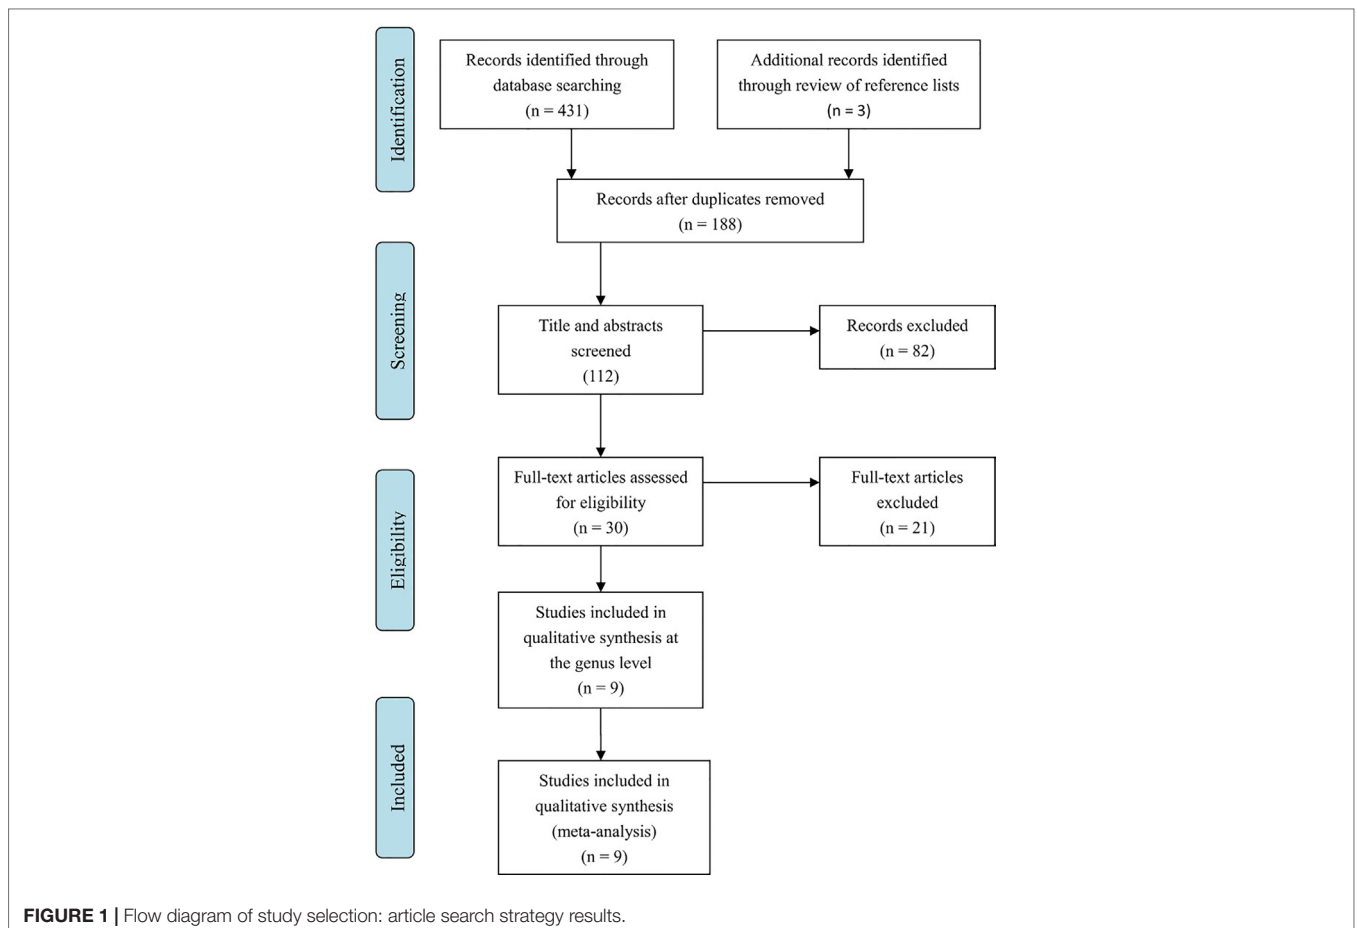 Identification
Records identified through
database searching
(n = 431)
Additional records identified
through review of reference lists
(n = 3)
Records after duplicates removed
(n = 188)
Screening
Title and abstracts
screened
(112)
Records excluded
(n = 82)
Eligibility
Full-text articles assessed
for eligibility
(n = 30)
Full-text articles
excluded
(n = 21)
Studies included in
qualitative synthesis at
the genus level
(n = 9)
Included
Studies included in
qualitative synthesis
(meta-analysis)
(n = 9)
FIGURE 1 | Flow diagram of study selection: article search strategy results.